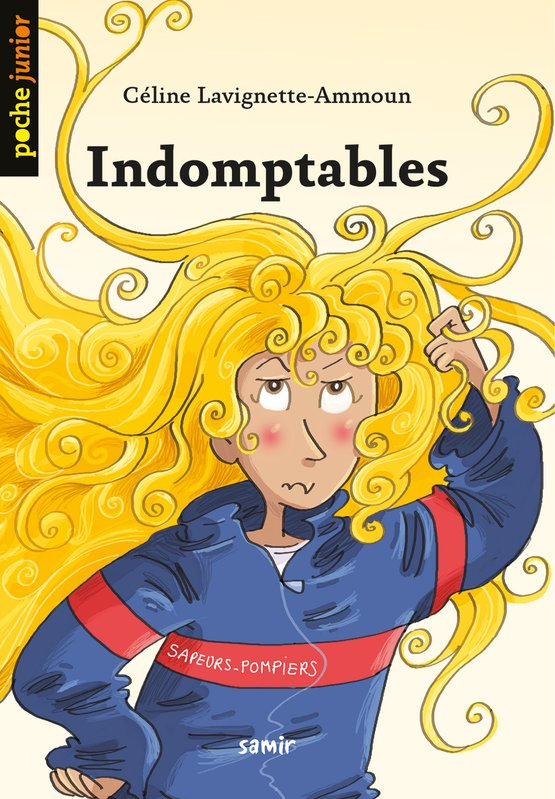 poche junior
Céline Lavignette-Ammoun
Indomptables
SAPEURS-POMPIERS
samir